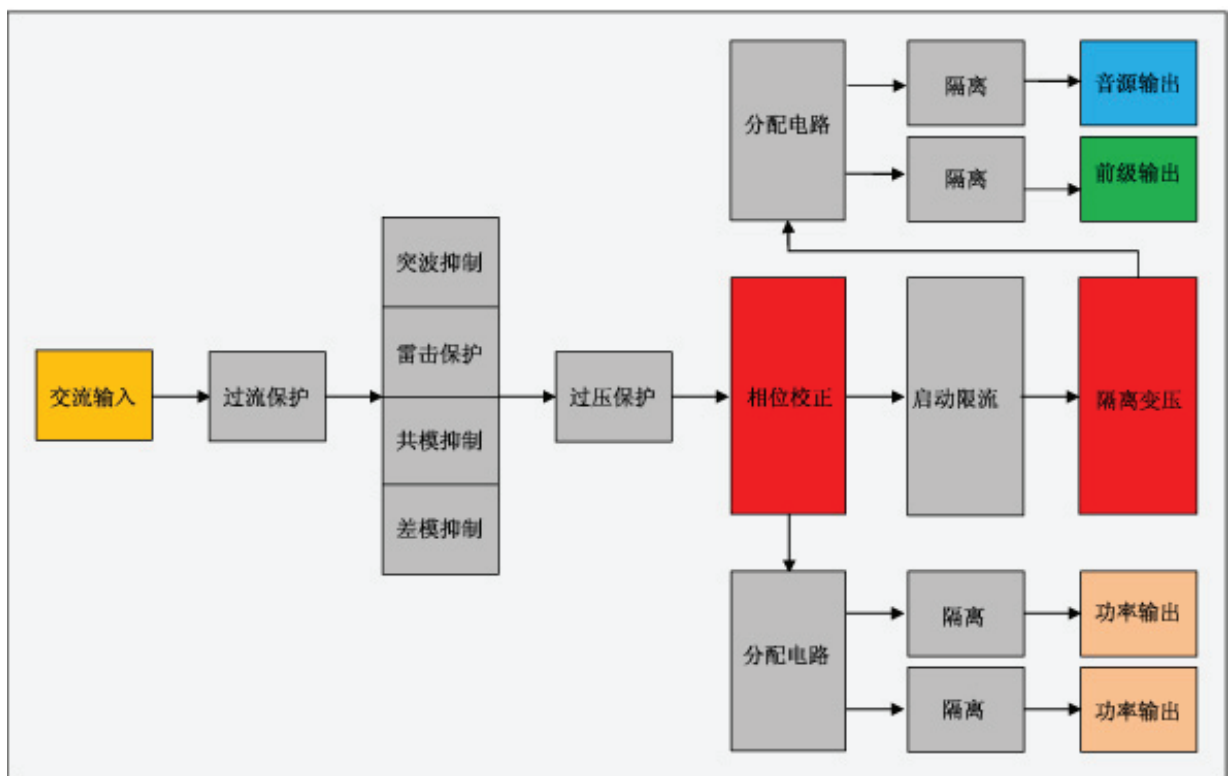 分配电路
隔离
音源输出
隔离
前级输出
突波抑制
雷击保护
共模抑制
差模抑制
交流输入
过流保护
过压保护
相位校正
启动限流
隔离变压
分配电路
隔离
功率输出
隔离
功率输出